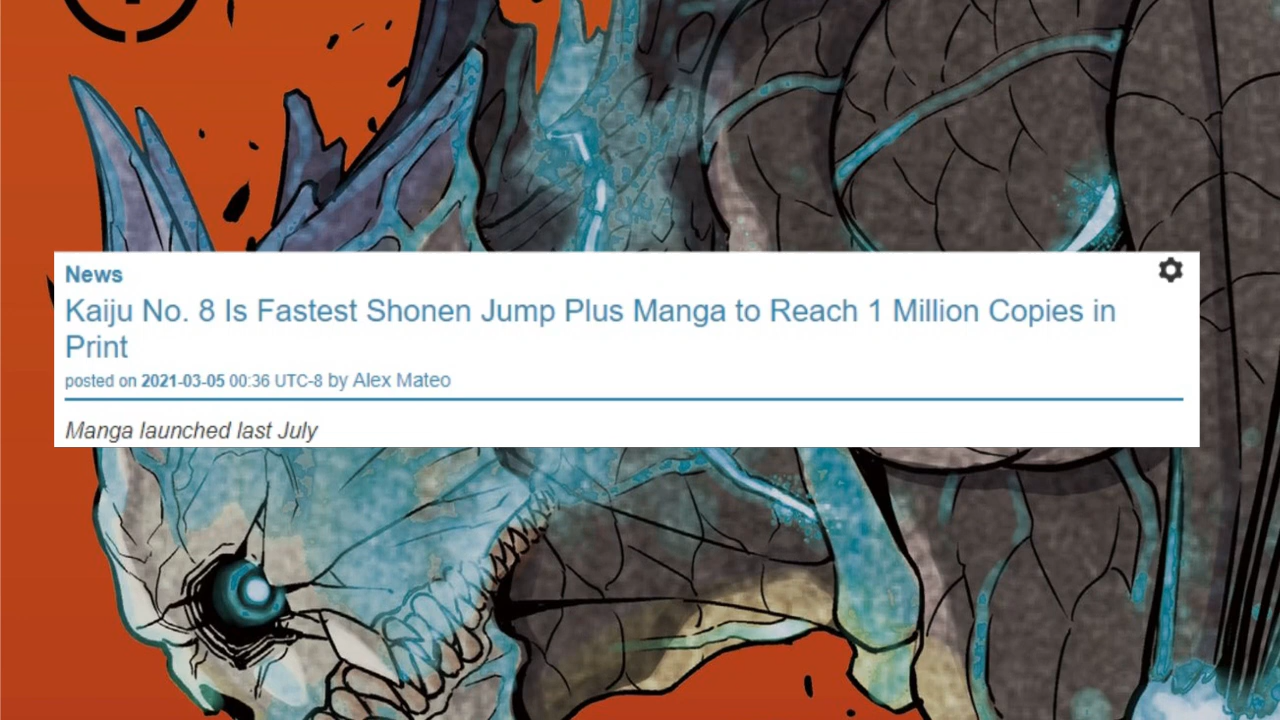 News
Kaiju No. 8 Is Fastest Shonen Jump Plus Manga to Reach 1 Million Copies in
Print
posted on 2021-03-05 00:36 UTC-8 by Alex Mateo
Manga launched last July